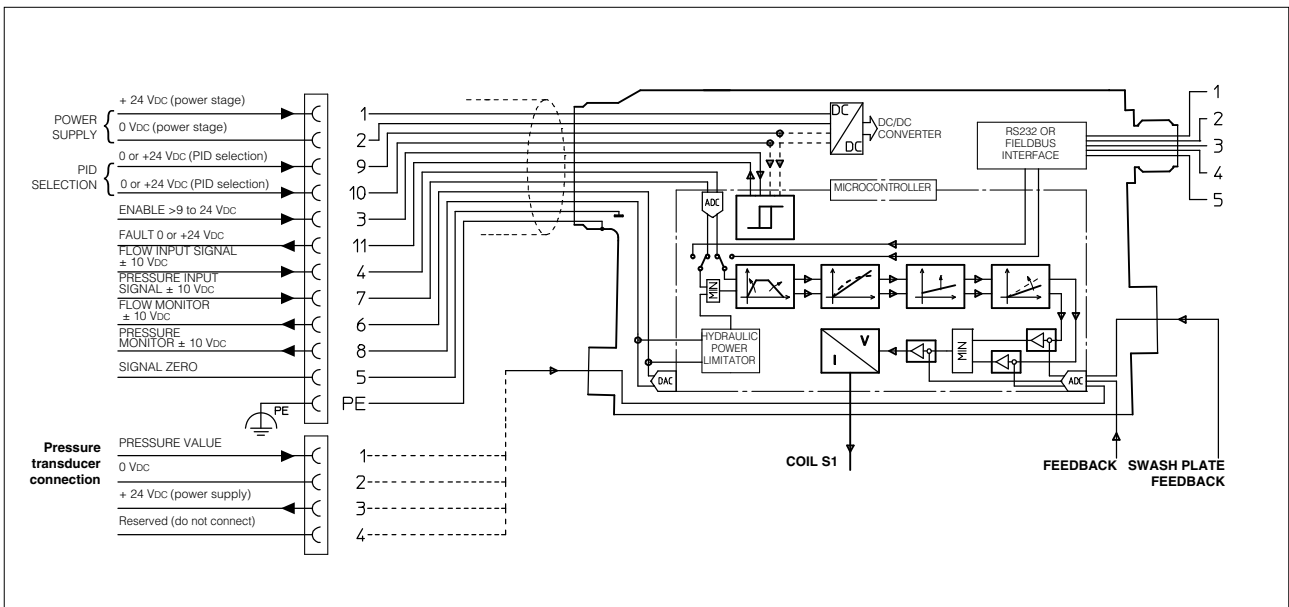 + 24 VDC (power stage)
POWER
SUPPLY
0 VDC (power stage)
0 or +24 VDC (PID selection)
PID
SELECTION
0 or +24 VDC (PID selection)
ENABLE >9 to 24 VDC
FAULT 0 or +24 VDC
FLOW INPUT SIGNAL
± 10 VDC
PRESSURE INPUT
SIGNAL ± 10 VDC
FLOW MONITOR
± 10 VDC
PRESSURE
MONITOR ± 10 VDC
SIGNAL ZERO
PE
1
2
9
10
3
11
4
7
6
8
5
PE
Pressure
transducer
connection
PRESSURE VALUE
0 VDC
+ 24 VDC (power supply)
Reserved (do not connect)
1
2
3
4
DC
DC
DC/DC
CONVERTER
RS232 OR
FIELDBUS
INTERFACE
1
2
3
4
5
MICROCONTROLLER
ADC
MIN
HYDRAULIC
POWER
LIMITATOR
V
I
MIN
DAC
ADC
COIL S1
FEEDBACK
SWASH PLATE
FEEDBACK